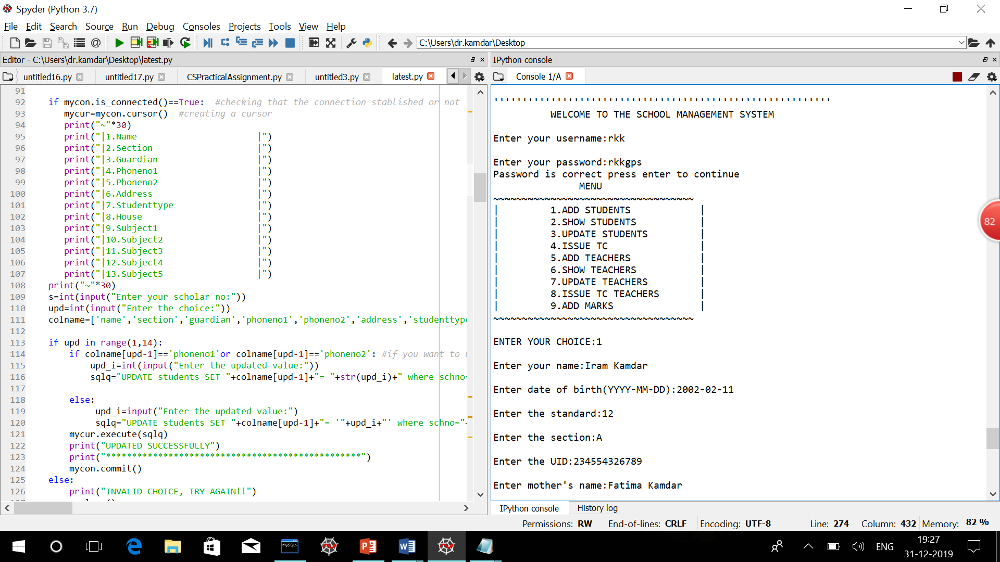 Spyder (Python 3.7)
File Edit Search Source Run Debug Consoles Projects Tools View Help
C:\Users\dr.kamdar\Desktop
Editor - C:\Users\dr.kamdar\Desktop\latest.py
untitled16.py untitled17.py CSPracticalAssignment.py untitled3.py latest.py
91
92 if mycon.is_connected()==True: #checking that the connection stablished or not
93 mycur=mycon.cursor() #creating a cursor
94 print("~"*30)
95 print("|1.Name |")
96 print("|2.Section |")
97 print("|3.Guardian |")
98 print("|4.Phoneno1 |")
99 print("|5.Phoneno2 |")
100 print("|6.Address |")
101 print("|7.Studenttype |")
102 print("|8.House |")
103 print("|9.Subject1 |")
104 print("|10.Subject2 |")
105 print("|11.Subject3 |")
106 print("|12.Subject4 |")
107 print("|13.Subject5 |")
108 print("~"*30)
109 s=int(input("Enter your scholar no:"))
110 upd=int(input("Enter the choice:"))
111 colname=['name','section','guardian','phoneno1','phoneno2','address','studenttype
112
113 if upd in range(1,14):
114 if colname[upd-1]=='phoneno1'or colname[upd-1]=='phoneno2': #if you want to
115 upd_i=int(input("Enter the updated value:"))
116 sqlq="UPDATE students SET "+colname[upd-1]+"= "+str(upd_i)+" where schno=
117
118 else:
119 upd_i=input("Enter the updated value:")
120 sqlq="UPDATE students SET "+colname[upd-1]+"= '"+upd_i+"' where schno="
121 mycur.execute(sqlq)
122 print("UPDATED SUCCESSFULLY")
123 print("*************************************************")
124 mycon.commit()
125 else:
126 print("INVALID CHOICE, TRY AGAIN!!")
IPython console
Console 1/A
'''''''''''''''''''''''''''''''''''''''''''''''''''''''''''
WELCOME TO THE SCHOOL MANAGEMENT SYSTEM
Enter your username:rkk
Enter your password:rkkgps
Password is correct press enter to continue
MENU
~~~~~~~~~~~~~~~~~~~~~~~~~~~~~~~~~~~
| 1.ADD STUDENTS |
| 2.SHOW STUDENTS |
| 3.UPDATE STUDENTS |
| 4.ISSUE TC |
| 5.ADD TEACHERS |
| 6.SHOW TEACHERS |
| 7.UPDATE TEACHERS |
| 8.ISSUE TC TEACHERS |
| 9.ADD MARKS |
~~~~~~~~~~~~~~~~~~~~~~~~~~~~~~~~~~~
ENTER YOUR CHOICE:1
Enter your name:Iram Kamdar
Enter date of birth(YYYY-MM-DD):2002-02-11
Enter the standard:12
Enter the section:A
Enter the UID:234554326789
Enter mother's name:Fatima Kamdar
82
IPython console History log
Permissions: RW End-of-lines: CRLF Encoding: UTF-8 Line: 274 Column: 432 Memory: 82 %
MySQL
ENG
19:27
31-12-2019